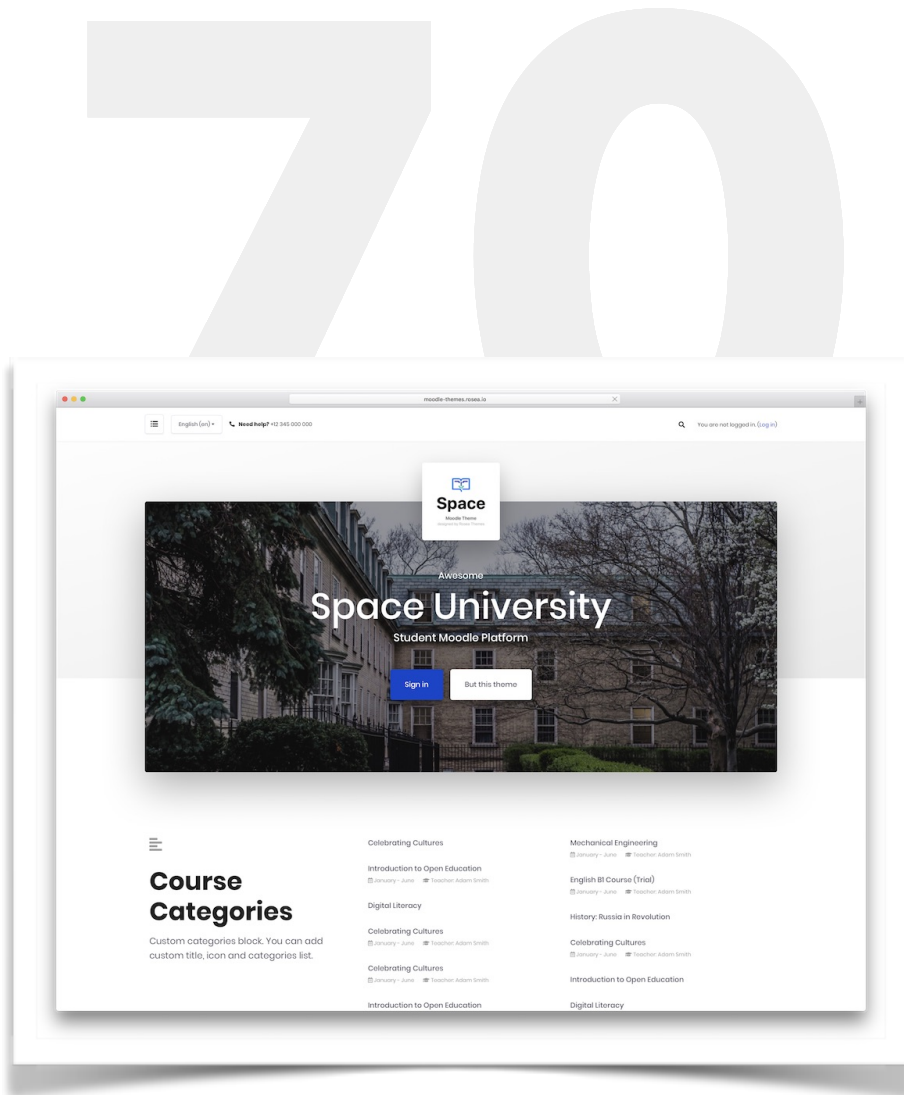 70
moodle-themes.rosea.io
English (en)
Need help? +12 345 000 000
You are not logged in. (Log in)
Space
Moodle Theme
Awesome
Space University
Student Moodle Platform
Sign in
But this theme
Course
Categories
Custom categories block. You can add
custom title, icon and categories list.
Celebrating Cultures
Introduction to Open Education
January - June Teacher: Adam Smith
Digital Literacy
Celebrating Cultures
January - June Teacher: Adam Smith
Celebrating Cultures
January - June Teacher: Adam Smith
Introduction to Open Education
Mechanical Engineering
January - June Teacher: Adam Smith
English B1 Course (Trial)
January - June Teacher: Adam Smith
History: Russia in Revolution
Celebrating Cultures
January - June Teacher: Adam Smith
Introduction to Open Education
Digital Literacy